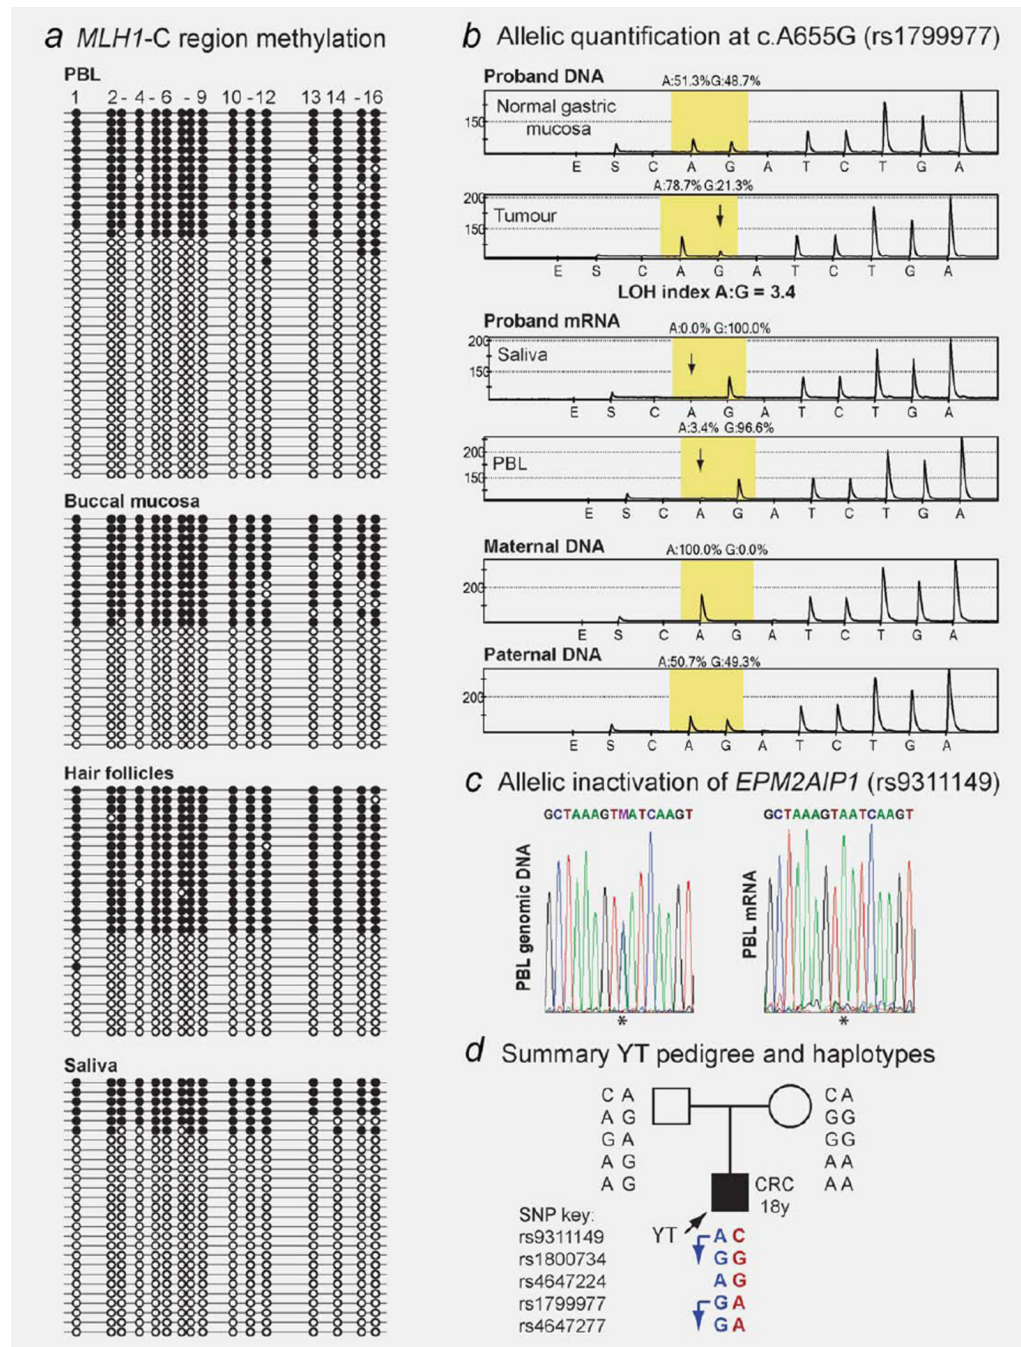 a MLH1-C region methylation
PBL
1 2 - 4 - 6 - 9 10 -12 13 14 -16
Buccal mucosa
Hair follicles
Saliva
b Allelic quantification at c.A655G (rs1799977)
Proband DNA
A:51.3%G:48.7%
Normal gastric
mucosa
150
E S C A G A T C T G A
A:78.7% G:21.3%
200
150
Tumour
E S C A G A T C T G A
LOH index A:G = 3.4
Proband mRNA
A:0.0% G:100.0%
200
150
Saliva
E S C A G A T C T G A
A:3.4% G:96.6%
200
150
PBL
E S C A G A T C T G A
Maternal DNA
A:100.0% G:0.0%
200
E S C A G A T C T G A
Paternal DNA
A:50.7% G:49.3%
200
E S C A G A T C T G A
c Allelic inactivation of EPM2AIP1 (rs9311149)
GCTAAAGTMATCAAGT
PBL genomic DNA
*
GCTAAAGTAATCAAGT
PBL mRNA
*
d Summary YT pedigree and haplotypes
C A
A G
G A
A G
A G
C A
G G
G G
A A
A A
CRC
18y
YT
SNP key:
rs9311149 A C
rs1800734 G G
rs4647224 A G
rs1799977 G A
rs4647277 G A